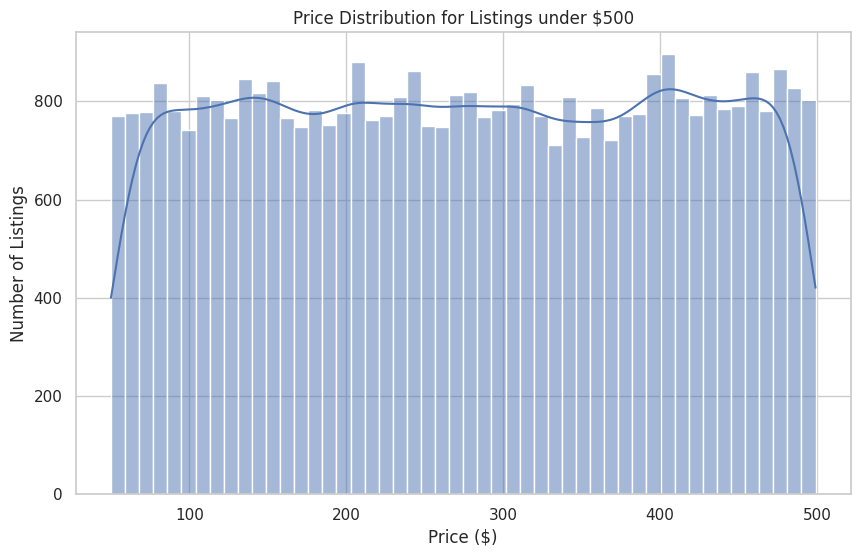 Price Distribution for Listings under $500
Number of Listings
800
600
400
200
0
100 200 300 400 500
Price ($)